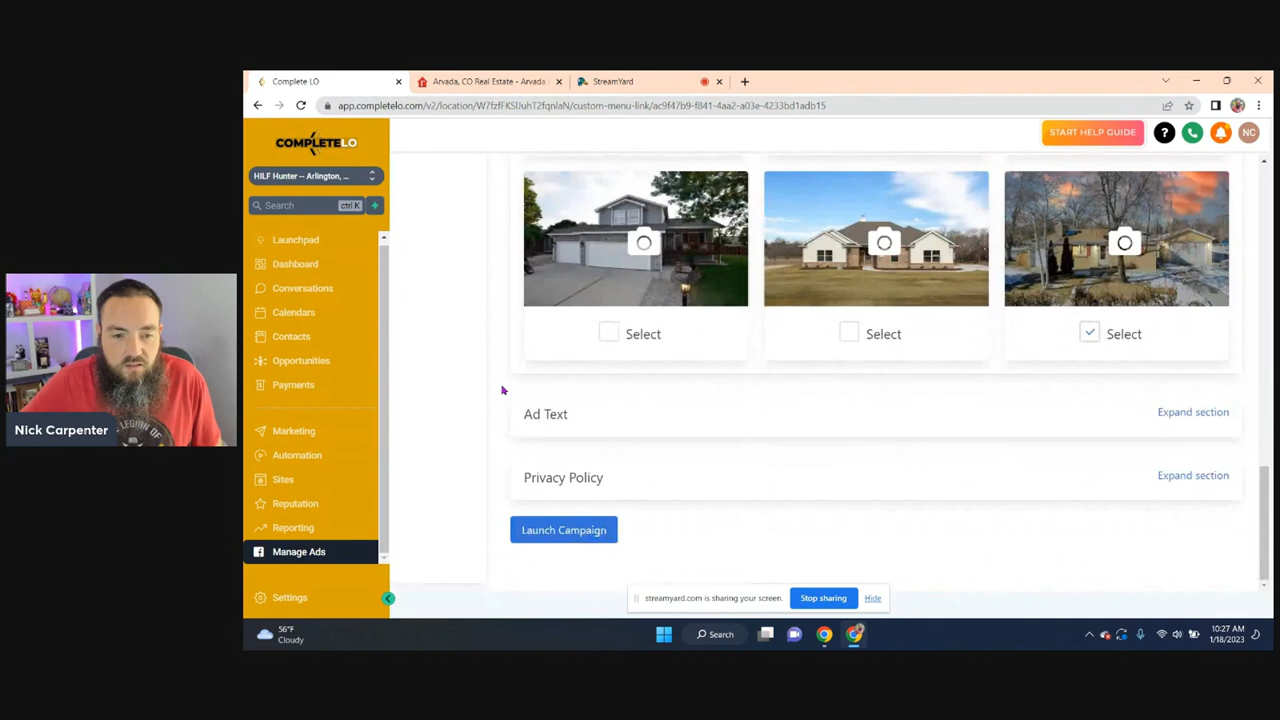 Complete LO
Arvada, CO Real Estate - Arvada
StreamYard
app.completelo.com/v2/location/W7fzfFKSlUuhT2fqnlaN/custom-menu-link/ac9f47b9-f841-4aa2-a03e-4233bd1adb15
COMPLETELO
START HELP GUIDE
?
NC
HILF Hunter -- Arlington, ...
Search
ctrl K
Launchpad
Dashboard
Conversations
Calendars
Contacts
Opportunities
Payments
Marketing
Automation
Sites
Reputation
Reporting
Manage Ads
Settings
Select
Select
Select
Ad Text
Expand section
Privacy Policy
Expand section
Launch Campaign
streamyard.com is sharing your screen.
Stop sharing
Hide
LEGION OF
Nick Carpenter
56°F
Cloudy
Search
10:27 AM
1/18/2023